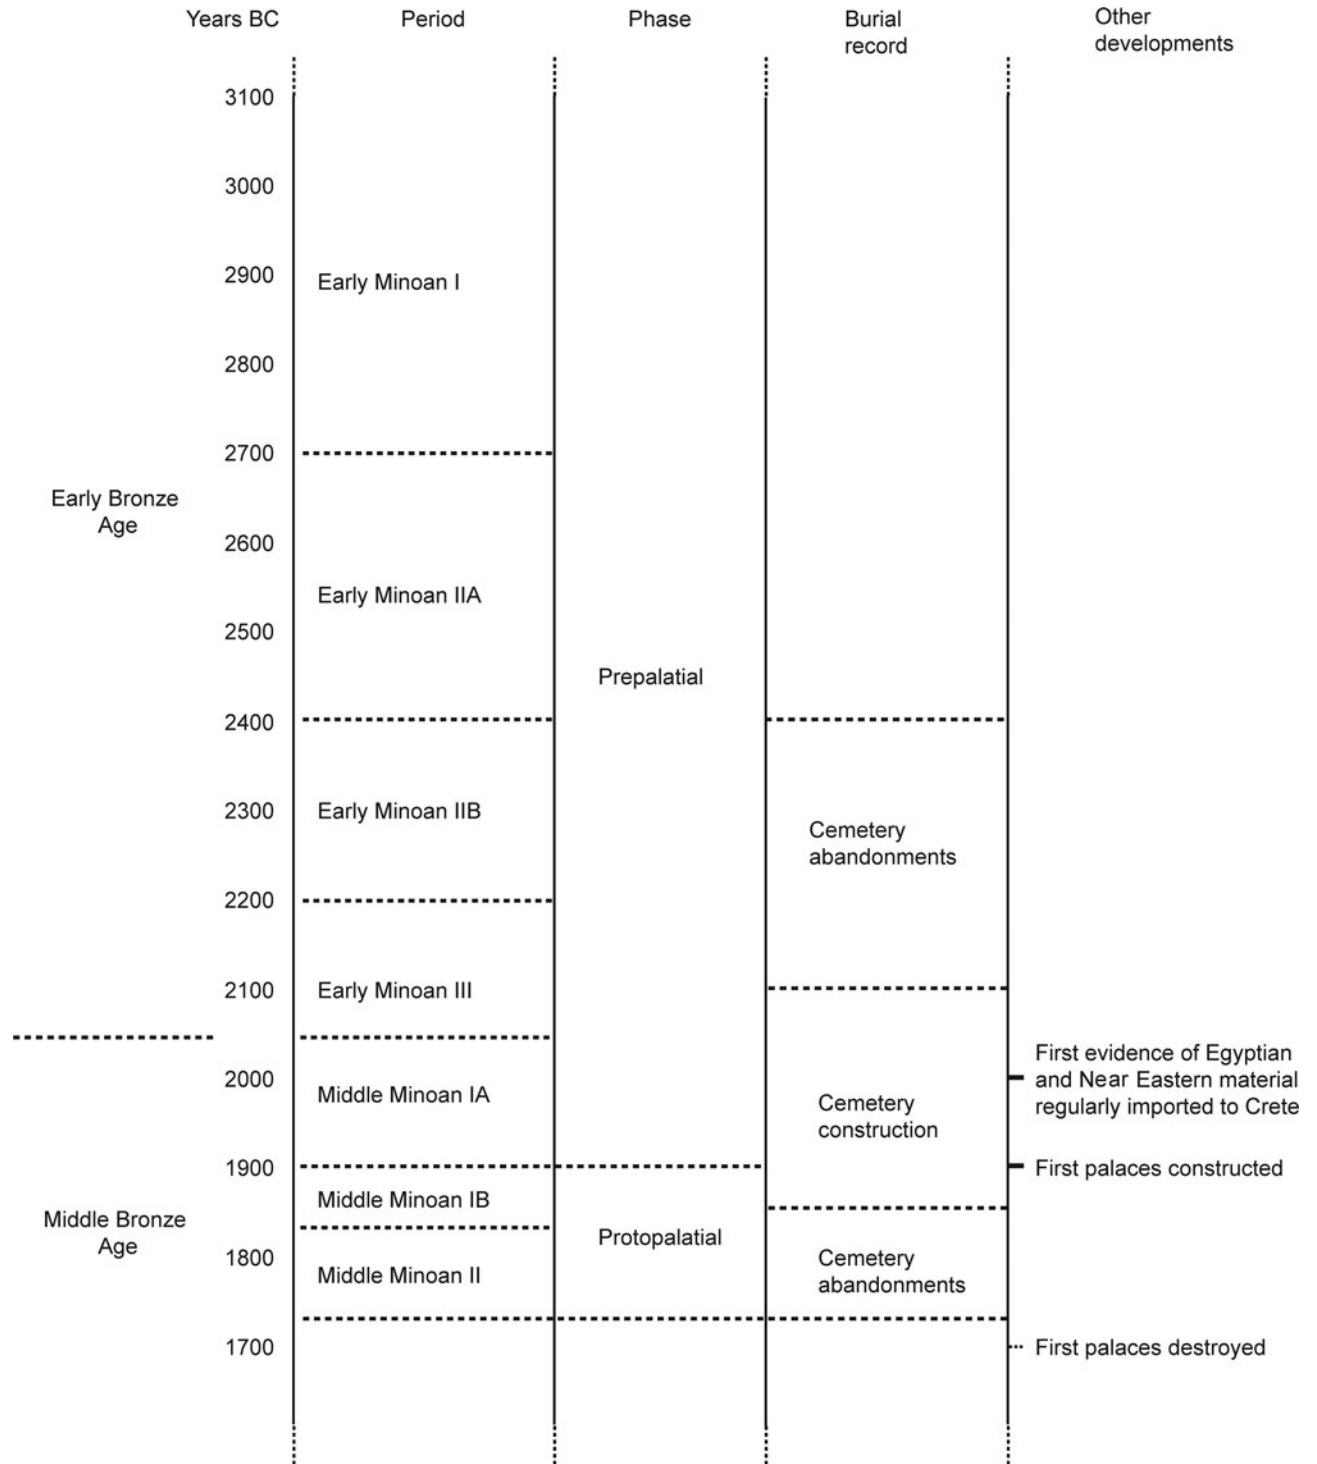 Years BC
Period
Phase
Burial
record
Other
developments
3100
3000
2900
Early Minoan I
2800
2700
Early Bronze
Age
2600
Early Minoan IIA
2500
Prepalatial
2400
2300
Early Minoan IIB
Cemetery
abandonments
2200
2100
Early Minoan III
First evidence of Egyptian
and Near Eastern material
regularly imported to Crete
2000
Middle Minoan IA
Cemetery
construction
1900
First palaces constructed
Middle Minoan IB
Middle Bronze
Age
Protopalatial
1800
Cemetery
abandonments
Middle Minoan II
1700
First palaces destroyed